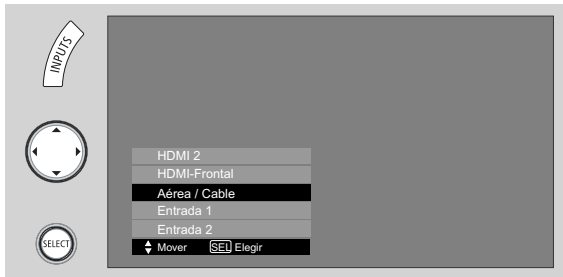 INPUTS
HDMI 2
HDMI-Frontal
Aérea / Cable
Entrada 1
Entrada 2
Mover SEL Elegir
SELECT